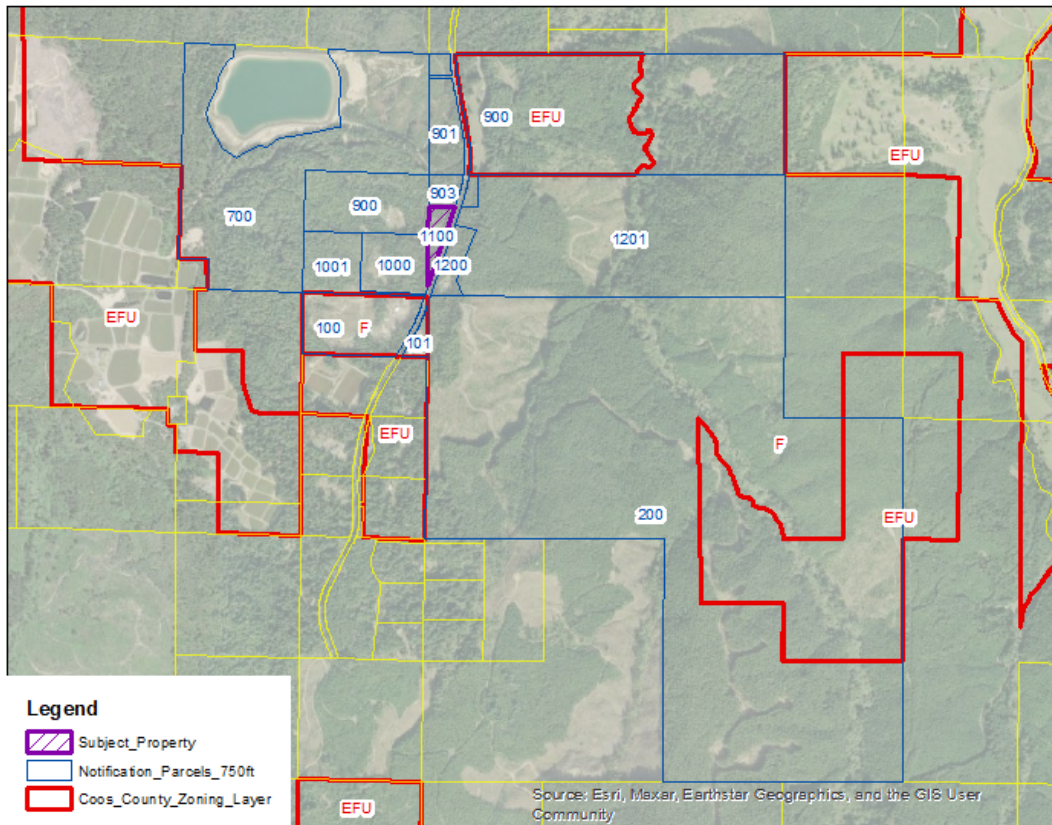 901
900
EFU
EFU
903
900
700
1100
1201
1001
1000
1200
EFU
100
F
101
EFU
F
200
EFU
Legend
Subject_Property
Notification_Parcels_750ft
Coos_County_Zoning_Layer
EFU
Source: Esri, Maxar, Earthstar Geographics, and the GIS User
Community